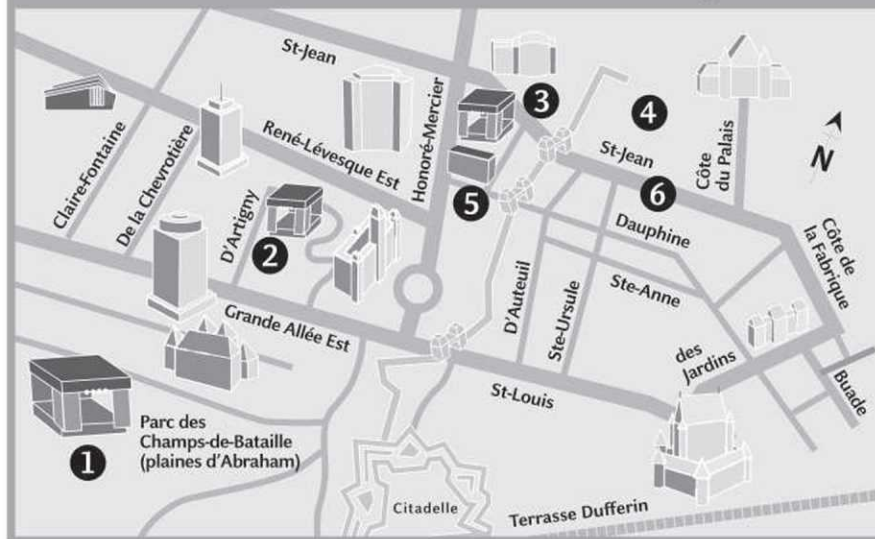 St-Jean
3
4
Claire-Fontaine
De la Chevrotière
René-Lévesque Est
Honoré-Mercier
St-Jean
Côte
du Palais
N
5
6
D'Artigny
2
Dauphine
Côte de
la Fabrique
Grande Allée Est
D'Auteuil
Ste-Ursule
Ste-Anne
des
Jardins
Buade
St-Louis
1
Parc des
Champs-de-Bataille
(plaines d'Abraham)
Citadelle
Terrasse Dufferin